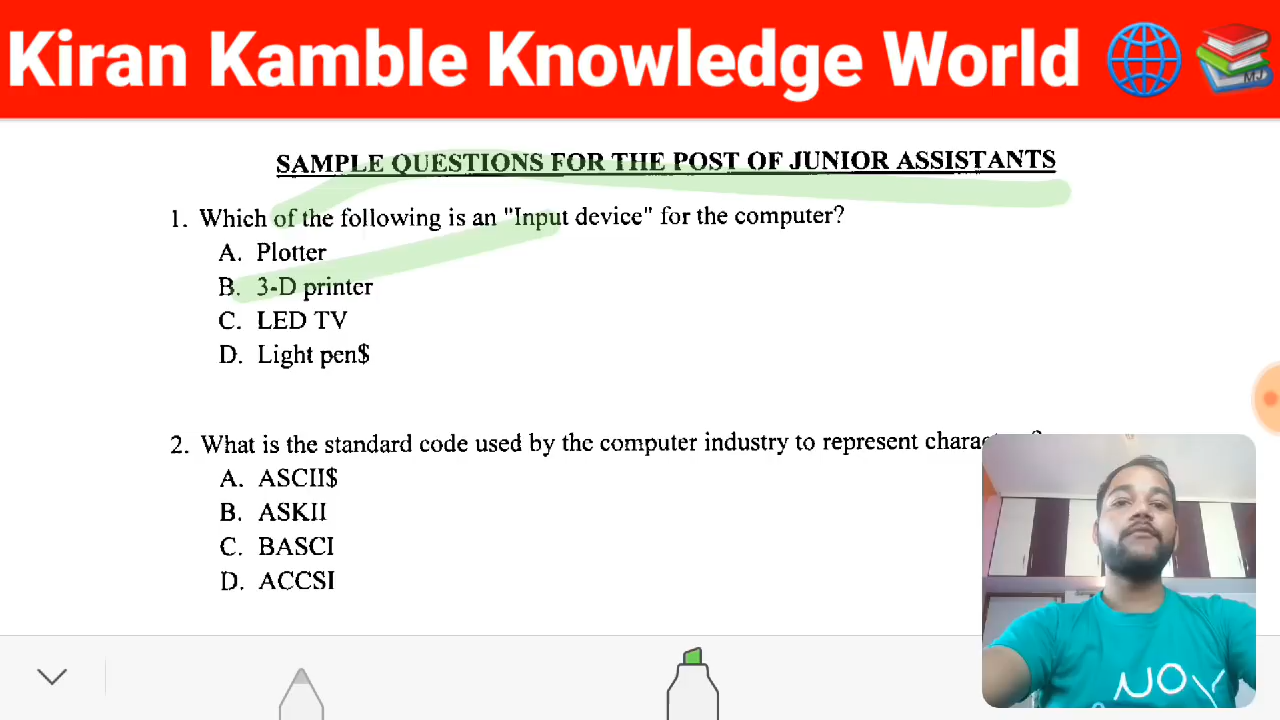 Kiran Kamble Knowledge World
MJ
SAMPLE QUESTIONS FOR THE POST OF JUNIOR ASSISTANTS
1. Which of the following is an "Input device" for the computer?
A. Plotter
B. 3-D printer
C. LED TV
D. Light pen$
2. What is the standard code used by the computer industry to represent
A. ASCII$
B. ASKII
C. BASCI
D. ACCSI